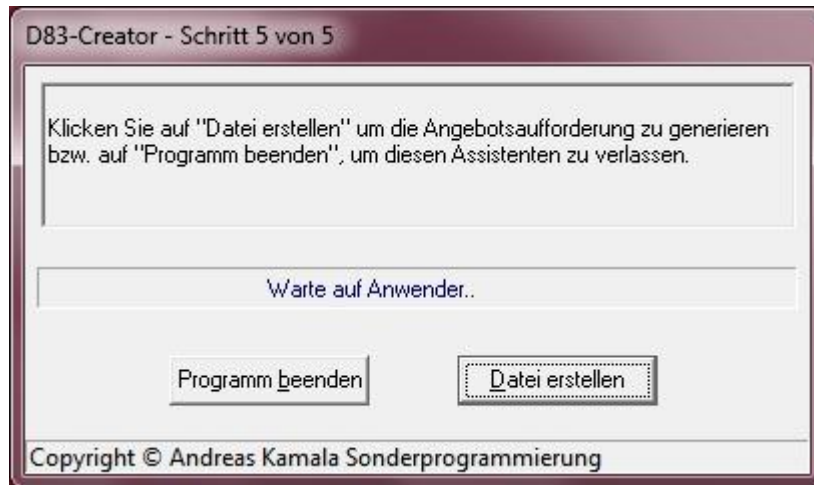 D83-Creator - Schritt 5 von 5
Klicken Sie auf "Datei erstellen" um die Angebotsaufforderung zu generieren
bzw. auf "Programm beenden", um diesen Assistenten zu verlassen.
Warte auf Anwender..
Programm beenden
Datei erstellen
Copyright © Andreas Kamala Sonderprogrammierung